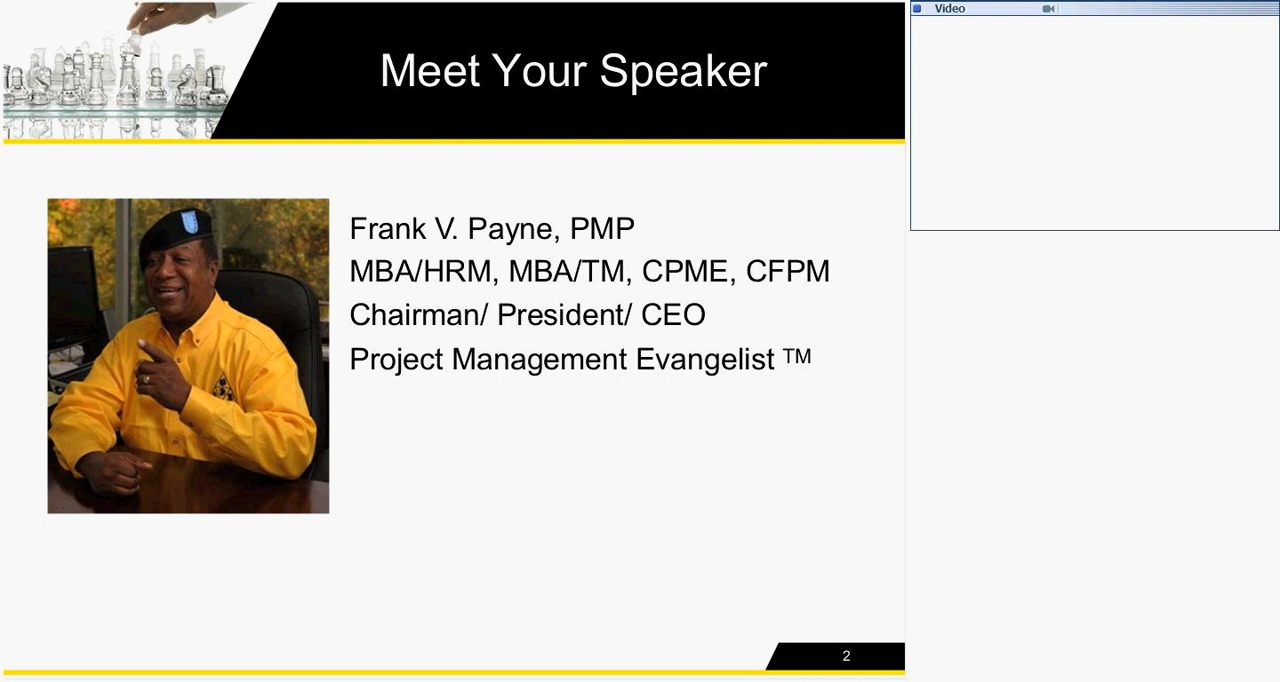 Meet Your Speaker
Video
Frank V. Payne, PMP
MBA/HRM, MBA/TM, CPME, CFPM
Chairman/ President/ CEO
Project Management Evangelist ™
2